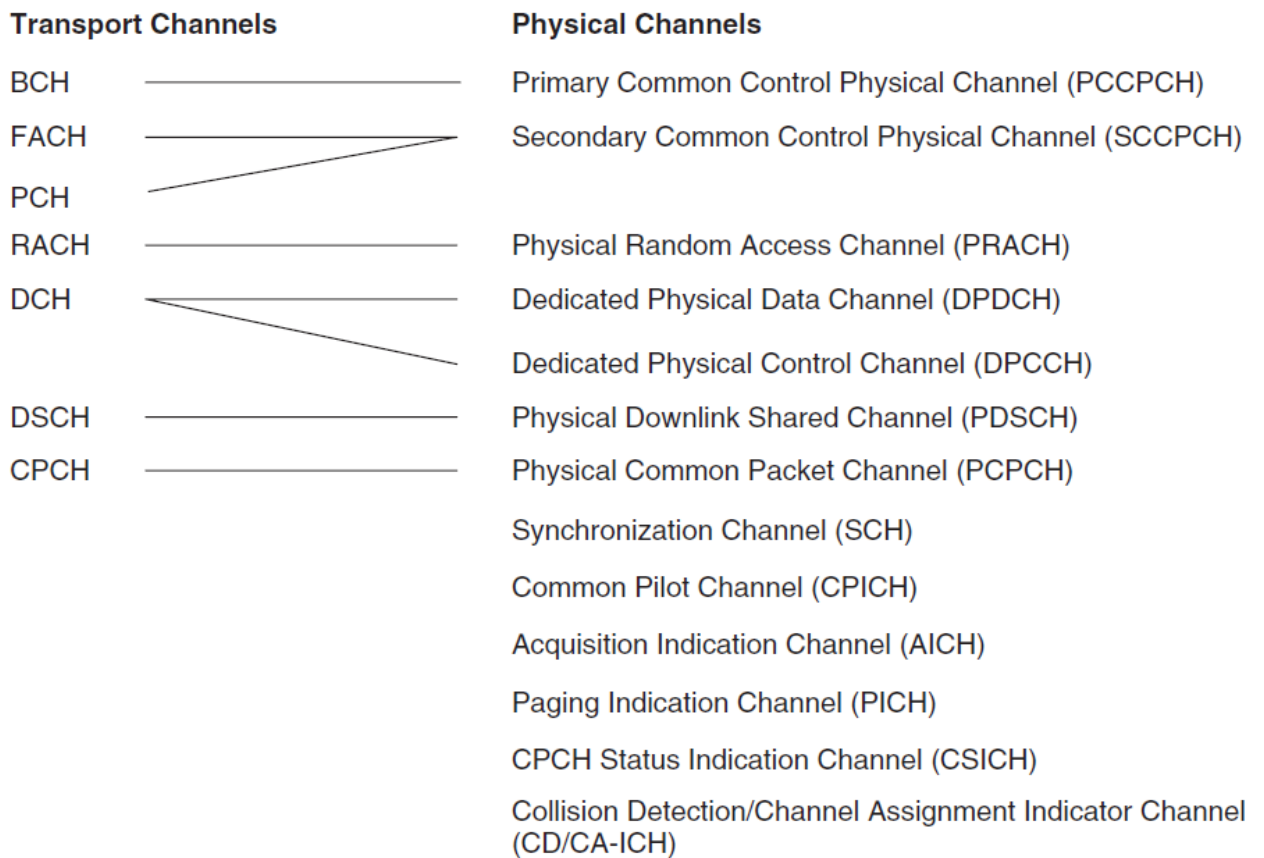 Transport Channels Physical Channels
BCH Primary Common Control Physical Channel (PCCPCH)
FACH Secondary Common Control Physical Channel (SCCPCH)
PCH
RACH Physical Random Access Channel (PRACH)
DCH Dedicated Physical Data Channel (DPDCH)
Dedicated Physical Control Channel (DPCCH)
DSCH Physical Downlink Shared Channel (PDSCH)
CPCH Physical Common Packet Channel (PCPCH)
Synchronization Channel (SCH)
Common Pilot Channel (CPICH)
Acquisition Indication Channel (AICH)
Paging Indication Channel (PICH)
CPCH Status Indication Channel (CSICH)
Collision Detection/Channel Assignment Indicator Channel
(CD/CA-ICH)